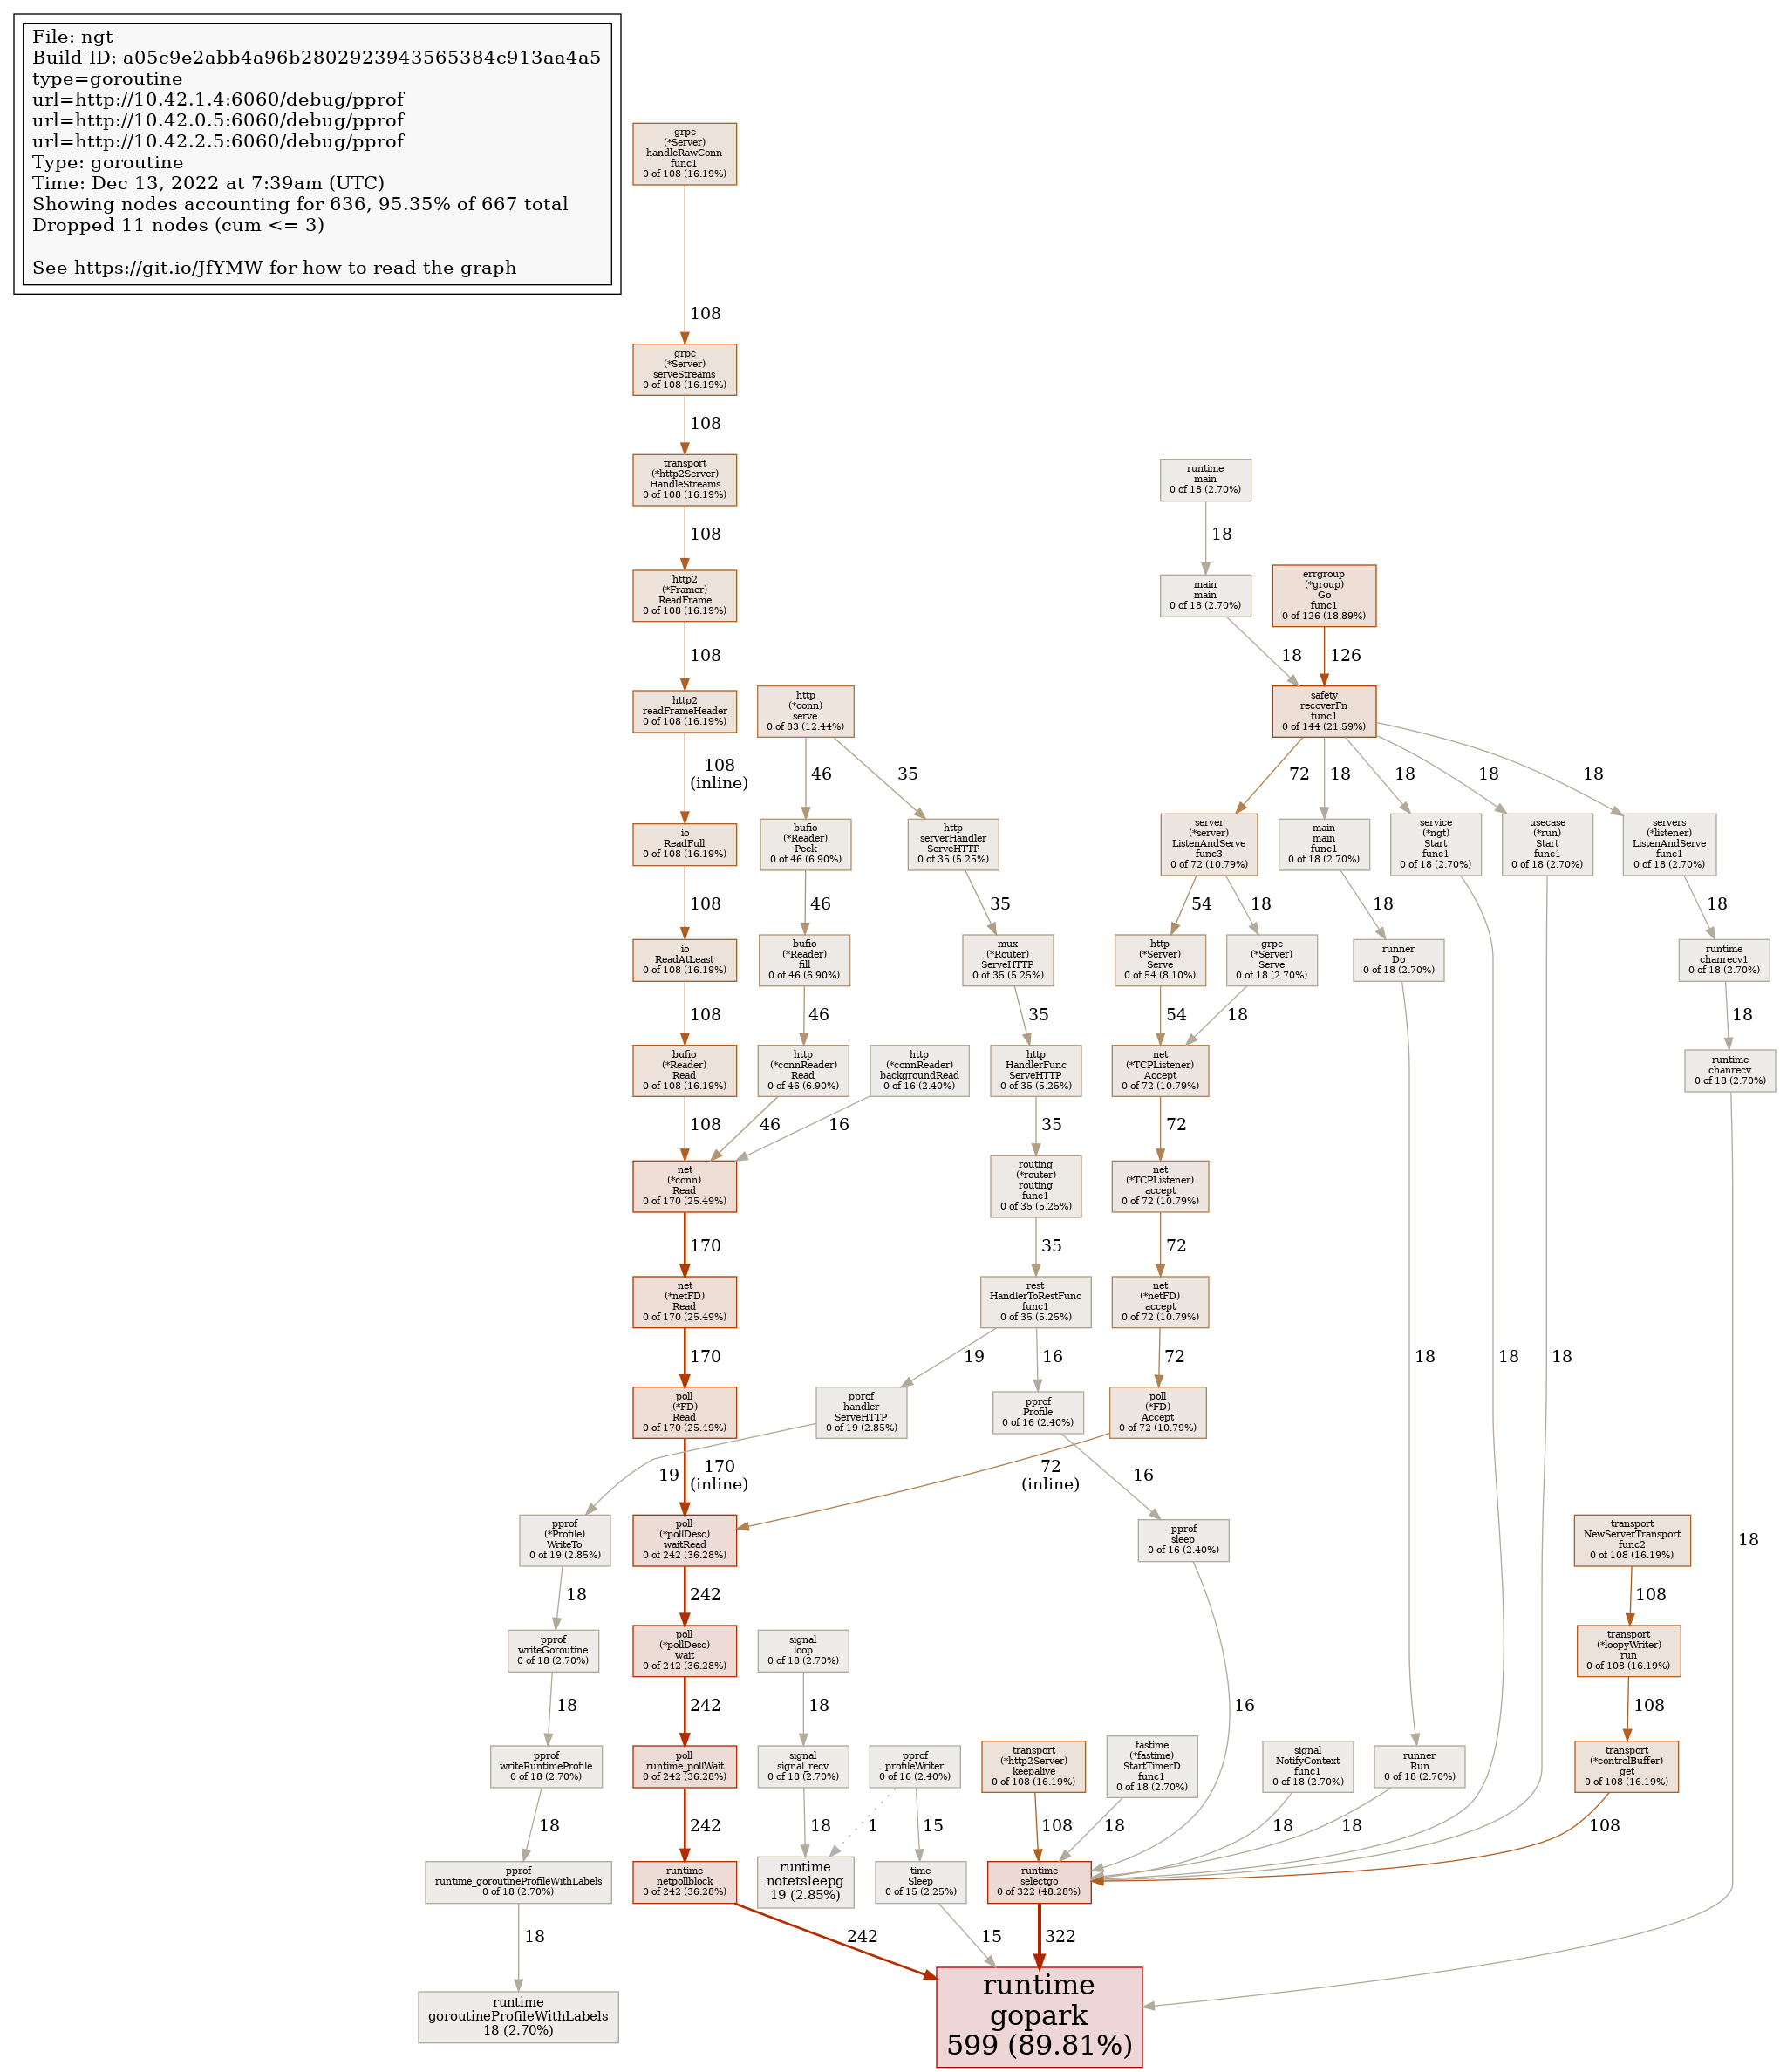 File: ngt
Build ID: a05c9e2abb4a96b2802923943565384c913aa4a5
type=goroutine
url=http://10.42.1.4:6060/debug/pprof
url=http://10.42.0.5:6060/debug/pprof
url=http://10.42.2.5:6060/debug/pprof
Type: goroutine
Time: Dec 13, 2022 at 7:39am (UTC)
Showing nodes accounting for 636, 95.35% of 667 total
Dropped 11 nodes (cum <= 3)
See https://git.io/JfYMW for how to read the graph
grpc
(*Server)
handleRawConn
func1
0 of 108 (16.19%)
108
grpc
(*Server)
serveStreams
0 of 108 (16.19%)
108
transport
(*http2Server)
HandleStreams
0 of 108 (16.19%)
108
http2
(*Framer)
ReadFrame
0 of 108 (16.19%)
108
http2
readFrameHeader
0 of 108 (16.19%)
108
(inline)
io
ReadFull
0 of 108 (16.19%)
108
io
ReadAtLeast
0 of 108 (16.19%)
108
bufio
(*Reader)
Read
0 of 108 (16.19%)
108
http
(*conn)
serve
0 of 83 (12.44%)
46
35
bufio
(*Reader)
Peek
0 of 46 (6.90%)
46
bufio
(*Reader)
fill
0 of 46 (6.90%)
46
http
(*connReader)
Read
0 of 46 (6.90%)
46
http
(*connReader)
backgroundRead
0 of 16 (2.40%)
16
net
(*conn)
Read
0 of 170 (25.49%)
170
net
(*netFD)
Read
0 of 170 (25.49%)
170
poll
(*FD)
Read
0 of 170 (25.49%)
170
(inline)
http
serverHandler
ServeHTTP
0 of 35 (5.25%)
35
mux
(*Router)
ServeHTTP
0 of 35 (5.25%)
35
http
HandlerFunc
ServeHTTP
0 of 35 (5.25%)
35
routing
(*router)
routing
func1
0 of 35 (5.25%)
35
rest
HandlerToRestFunc
func1
0 of 35 (5.25%)
19
16
pprof
handler
ServeHTTP
0 of 19 (2.85%)
19
pprof
Profile
0 of 16 (2.40%)
16
runtime
main
0 of 18 (2.70%)
18
main
main
0 of 18 (2.70%)
18
errgroup
(*group)
Go
func1
0 of 126 (18.89%)
126
safety
recoverFn
func1
0 of 144 (21.59%)
72
18
18
18
18
server
(*server)
ListenAndServe
func3
0 of 72 (10.79%)
54
18
main
main
func1
0 of 18 (2.70%)
18
service
(*ngt)
Start
func1
0 of 18 (2.70%)
18
usecase
(*run)
Start
func1
0 of 18 (2.70%)
18
servers
(*listener)
ListenAndServe
func1
0 of 18 (2.70%)
18
http
(*Server)
Serve
0 of 54 (8.10%)
54
grpc
(*Server)
Serve
0 of 18 (2.70%)
18
runner
Do
0 of 18 (2.70%)
18
runtime
chanrecv1
0 of 18 (2.70%)
18
runtime
chanrecv
0 of 18 (2.70%)
18
net
(*TCPListener)
Accept
0 of 72 (10.79%)
72
net
(*TCPListener)
accept
0 of 72 (10.79%)
72
net
(*netFD)
accept
0 of 72 (10.79%)
72
poll
(*FD)
Accept
0 of 72 (10.79%)
72
(inline)
pprof
(*Profile)
WriteTo
0 of 19 (2.85%)
18
pprof
writeGoroutine
0 of 18 (2.70%)
18
pprof
writeRuntimeProfile
0 of 18 (2.70%)
18
pprof
runtime_goroutineProfileWithLabels
0 of 18 (2.70%)
18
runtime
goroutineProfileWithLabels
18 (2.70%)
poll
(*pollDesc)
waitRead
0 of 242 (36.28%)
242
poll
(*pollDesc)
wait
0 of 242 (36.28%)
242
poll
runtime_pollWait
0 of 242 (36.28%)
242
runtime
netpollblock
0 of 242 (36.28%)
242
signal
loop
0 of 18 (2.70%)
18
signal
signal_recv
0 of 18 (2.70%)
18
pprof
profileWriter
0 of 16 (2.40%)
1
15
runtime
notetsleepg
19 (2.85%)
time
Sleep
0 of 15 (2.25%)
15
pprof
sleep
0 of 16 (2.40%)
16
transport
(*http2Server)
keepalive
0 of 108 (16.19%)
108
fastime
(*fastime)
StartTimerD
func1
0 of 18 (2.70%)
18
signal
NotifyContext
func1
0 of 18 (2.70%)
18
runner
Run
0 of 18 (2.70%)
18
transport
NewServerTransport
func2
0 of 108 (16.19%)
108
transport
(*loopyWriter)
run
0 of 108 (16.19%)
108
transport
(*controlBuffer)
get
0 of 108 (16.19%)
108
runtime
selectgo
0 of 322 (48.28%)
322
runtime
gopark
599 (89.81%)